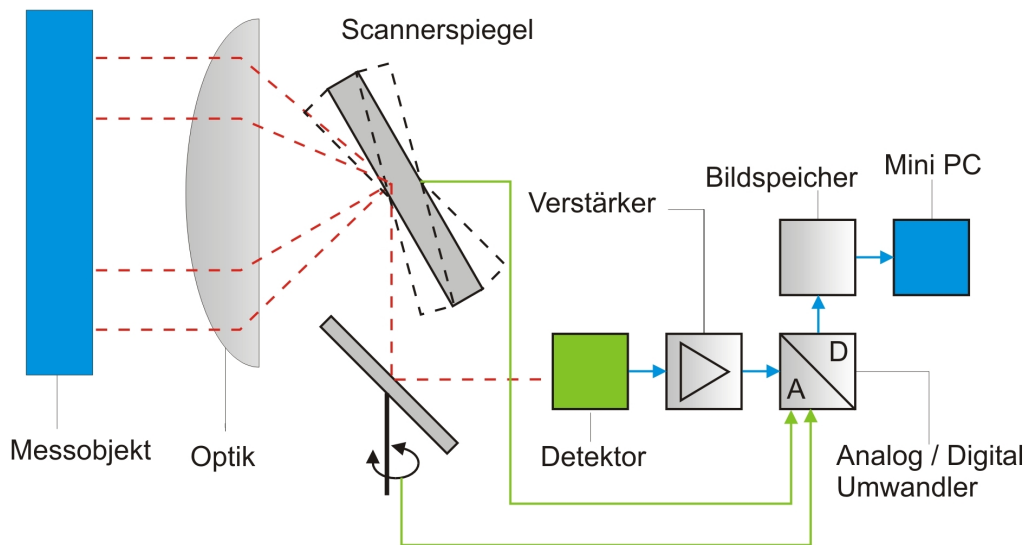 Scannerspiegel
Mini PC
Bildspeicher
Verstärker
D
A
Messobjekt
Optik
Detektor
Analog / Digital
Umwandler